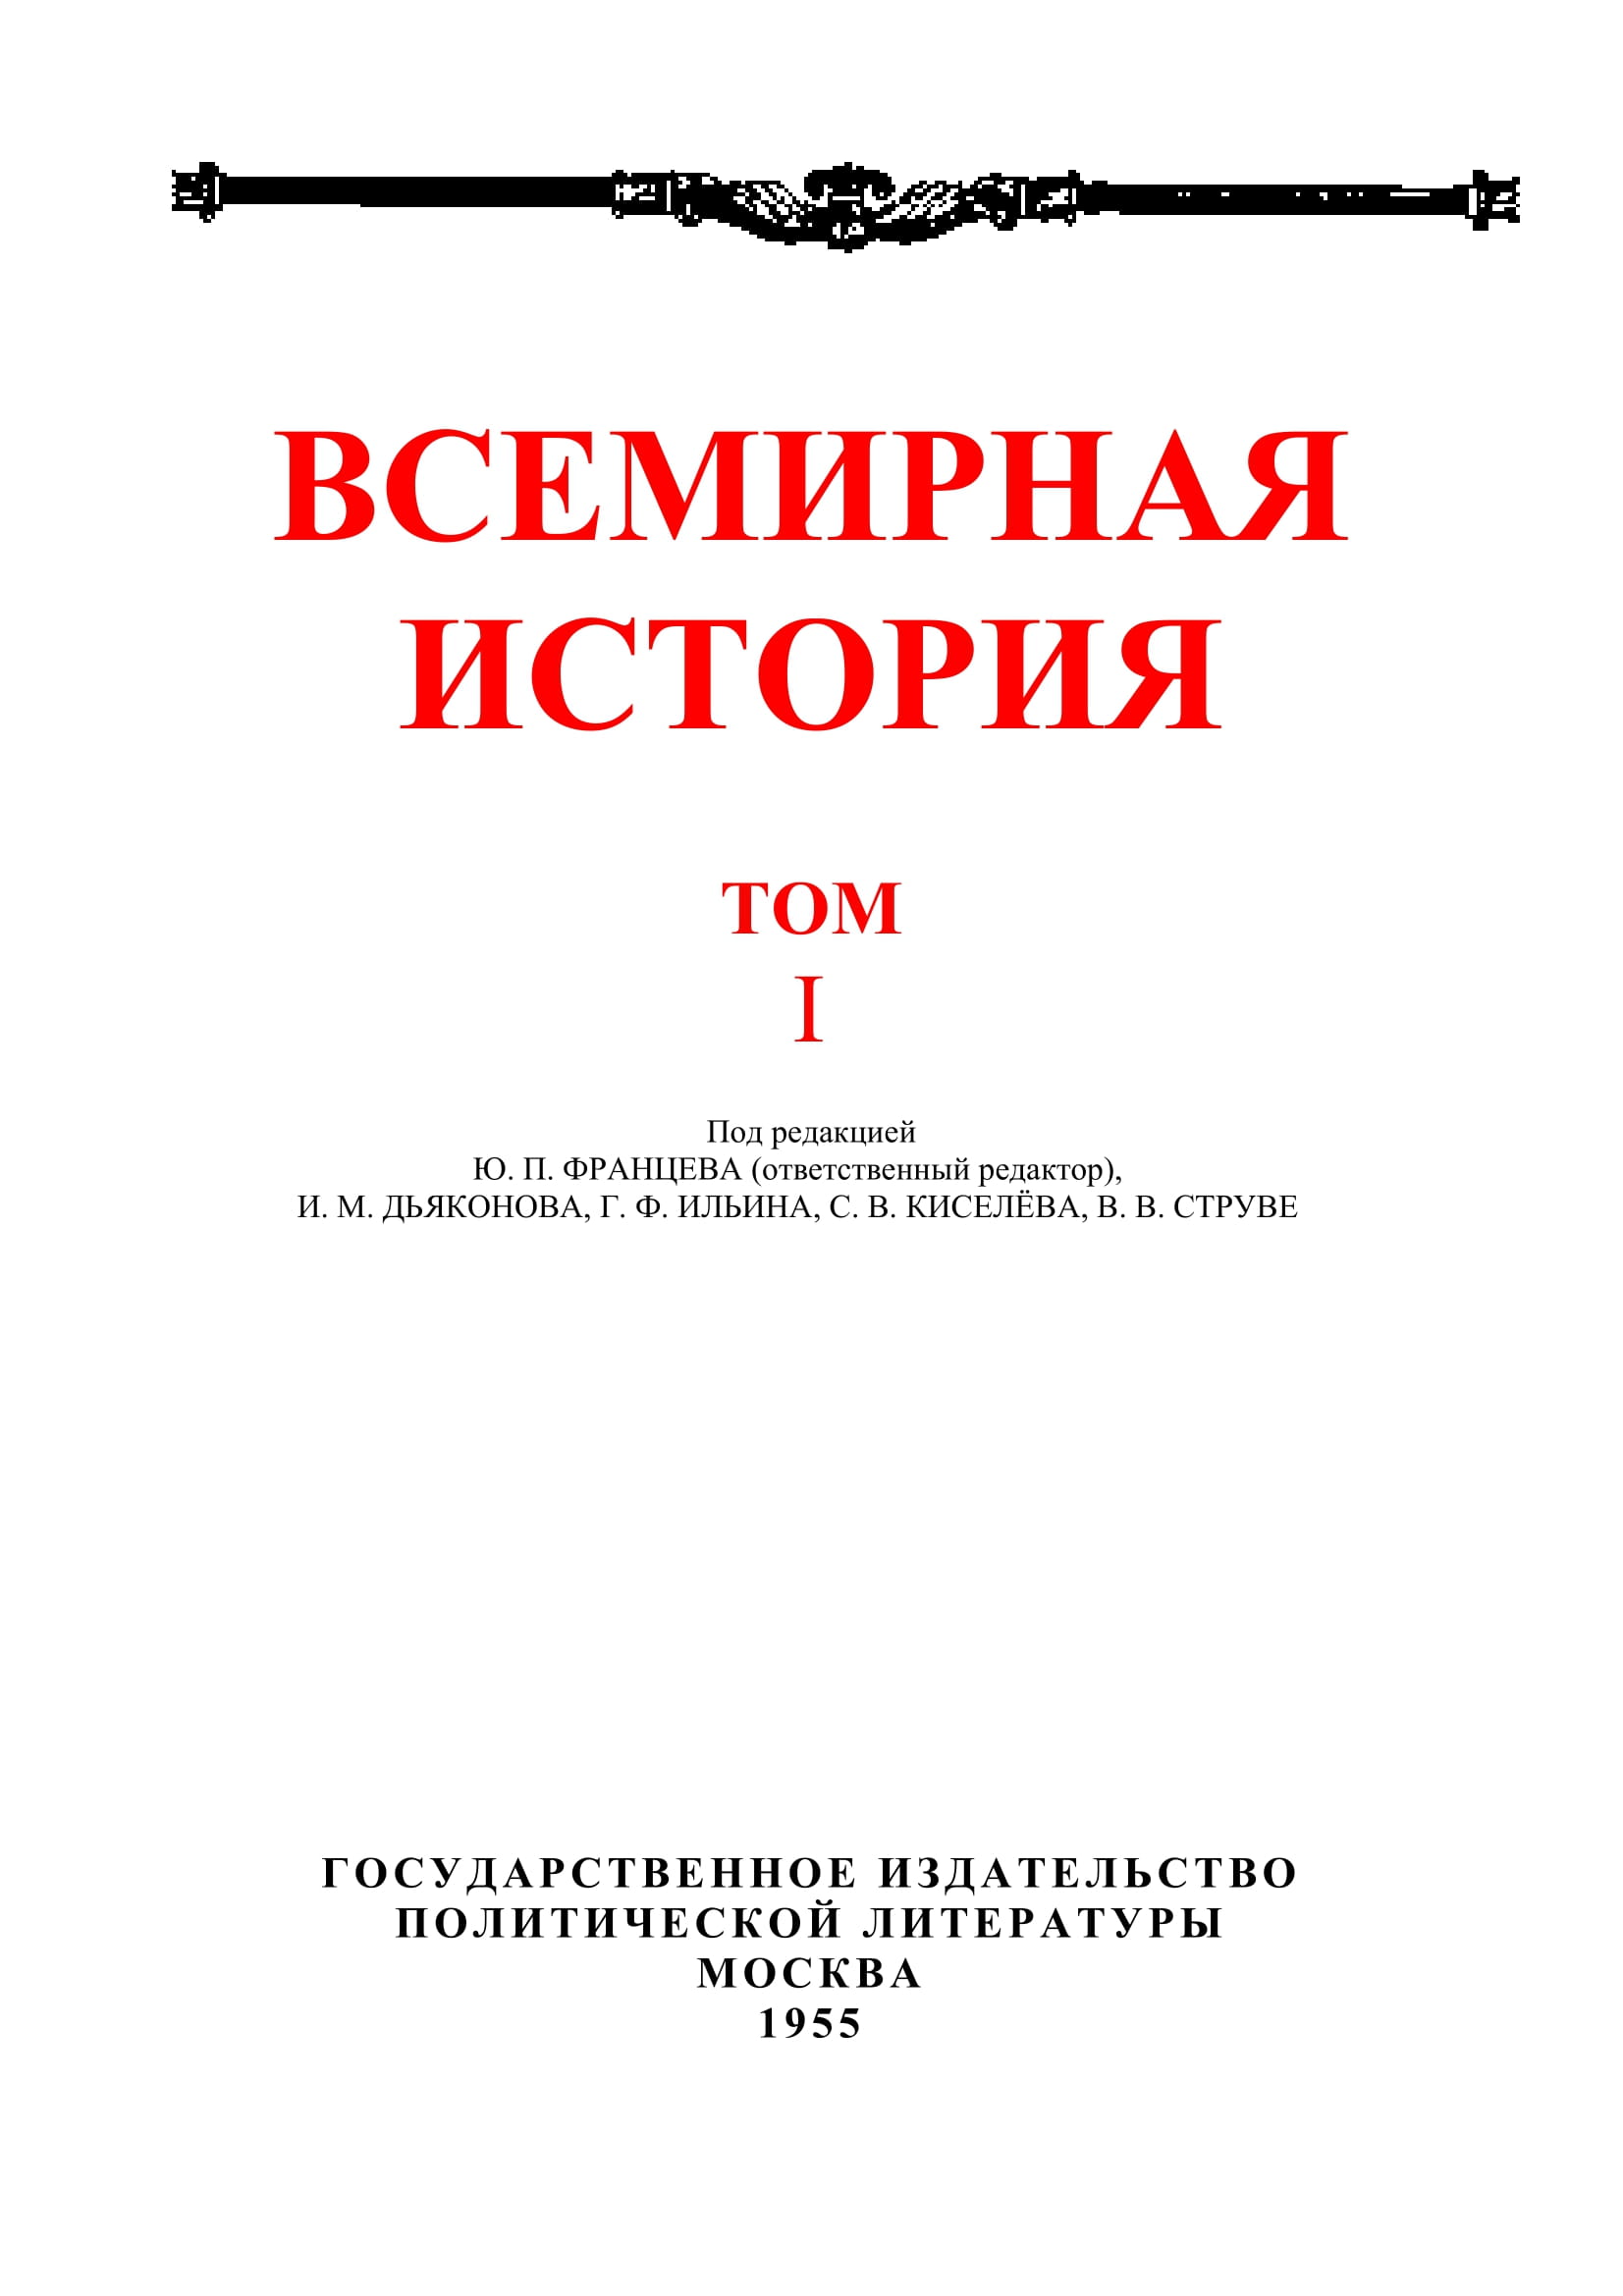 ВСЕМИРНАЯ
ИСТОРИЯ
ТОМ
I
Под редакцией
Ю. П. ФРАНЦЕВА (ответственный редактор),
И. М. ДЬЯКОНОВА, Г. Ф. ИЛЬИНА, С. В. КИСЕЛЁВА, В. В. СТРУВЕ
ГОСУДАРСТВЕННОЕ ИЗДАТЕЛЬСТВО
ПОЛИТИЧЕСКОЙ ЛИТЕРАТУРЫ
МОСКВА
1955